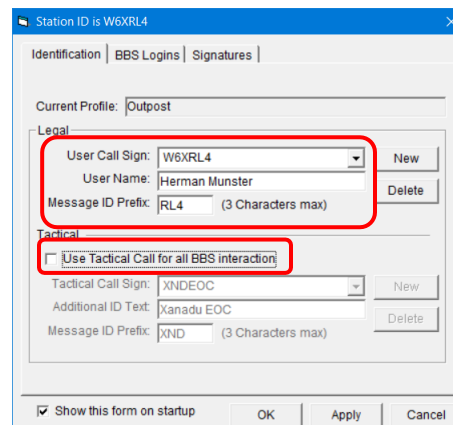 Station ID is W6XRL4
Identification BBS Logins Signatures
Current Profile: Outpost
Legal
User Call Sign: W6XRL4 New
User Name: Herman Munster
Delete
Message ID Prefix: RL4 (3 Characters max)
Tactical
Use Tactical Call for all BBS interaction
Tactical Call Sign: XNDEOC New
Additional ID Text: Xanadu EOC
Delete
Message ID Prefix: XND (3 Characters max)
Show this form on startup OK Apply Cancel